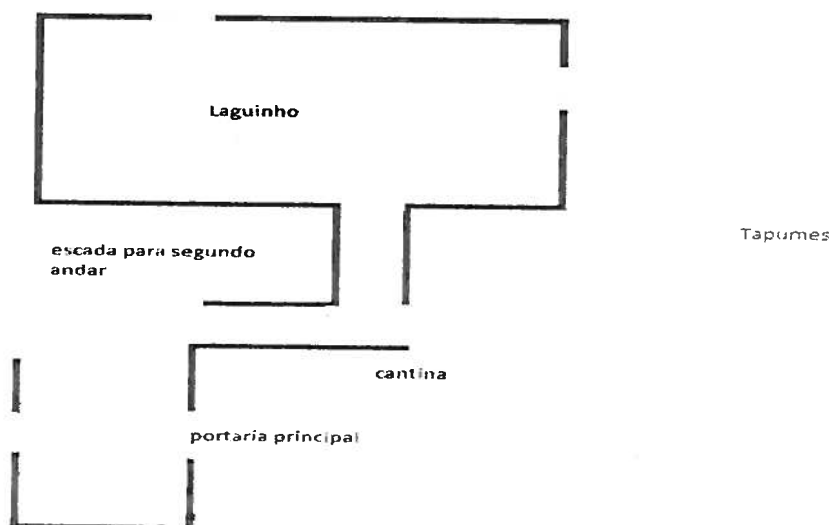 Laguinho
Tapumes
escada para segundo
andar
cantina
portaria principal